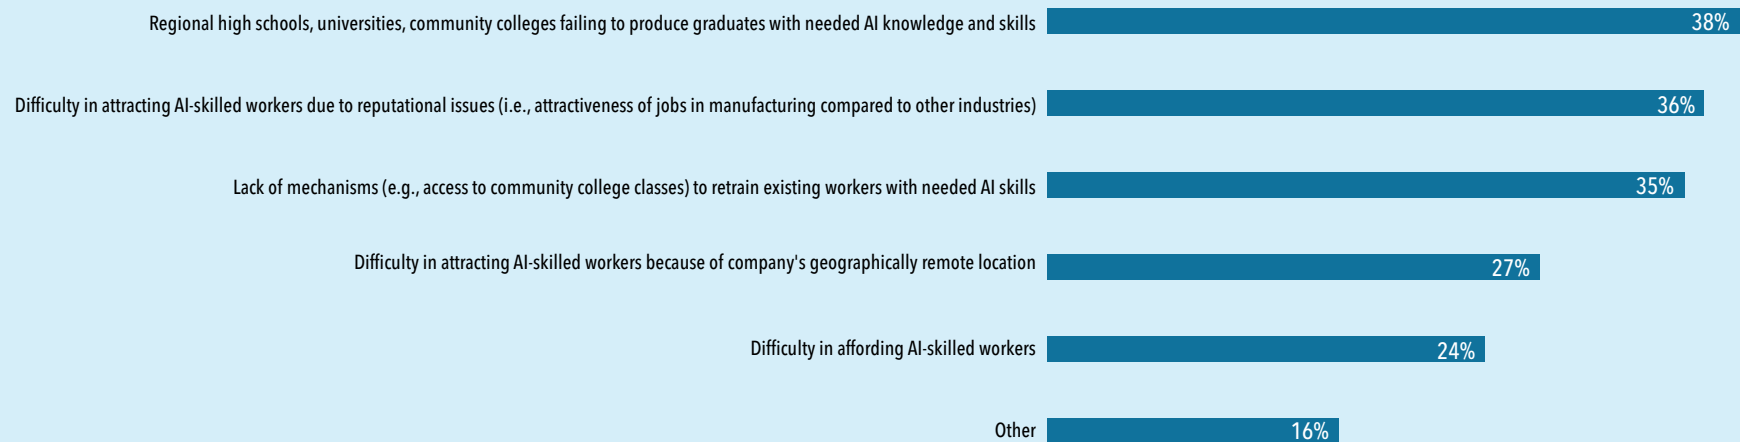 Regional high schools, universities, community colleges failing to produce graduates with needed AI knowledge and skills 38%
Difficulty in attracting AI-skilled workers due to reputational issues (i.e., attractiveness of jobs in manufacturing compared to other industries) 36%
Lack of mechanisms (e.g., access to community college classes) to retrain existing workers with needed AI skills 35%
Difficulty in attracting AI-skilled workers because of company's geographically remote location 27%
Difficulty in affording AI-skilled workers 24%
Other 16%